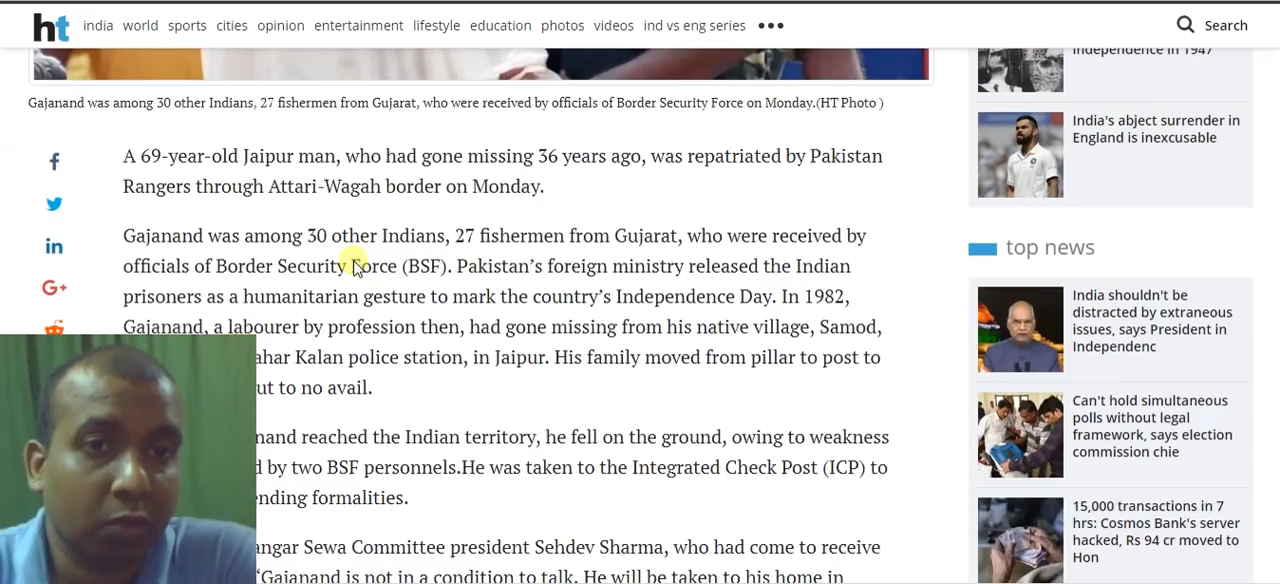 ht india world sports cities opinion entertainment lifestyle education photos videos ind vs eng series ••• Search
Gajanand was among 30 other Indians, 27 fishermen from Gujarat, who were received by officials of Border Security Force on Monday.(HT Photo )
A 69-year-old Jaipur man, who had gone missing 36 years ago, was repatriated by Pakistan
Rangers through Attari-Wagah border on Monday.
Gajanand was among 30 other Indians, 27 fishermen from Gujarat, who were received by
officials of Border Security Force (BSF). Pakistan's foreign ministry released the Indian
prisoners as a humanitarian gesture to mark the country's Independence Day. In 1982,
Gajanand, a labourer by profession then, had gone missing from his native village, Samod,
ahar Kalan police station, in Jaipur. His family moved from pillar to post to
ut to no avail.
nand reached the Indian territory, he fell on the ground, owing to weakness
d by two BSF personnels.He was taken to the Integrated Check Post (ICP) to
ending formalities.
angar Sewa Committee president Sehdev Sharma, who had come to receive
'Gajanand is not in a condition to talk. He will be taken to his home in
f
in
G+
independence in 1947
India's abject surrender in
England is inexcusable
top news
India shouldn't be
distracted by extraneous
issues, says President in
Independenc
Can't hold simultaneous
polls without legal
framework, says election
commission chie
15,000 transactions in 7
hrs: Cosmos Bank's server
hacked, Rs 94 cr moved to
Hon